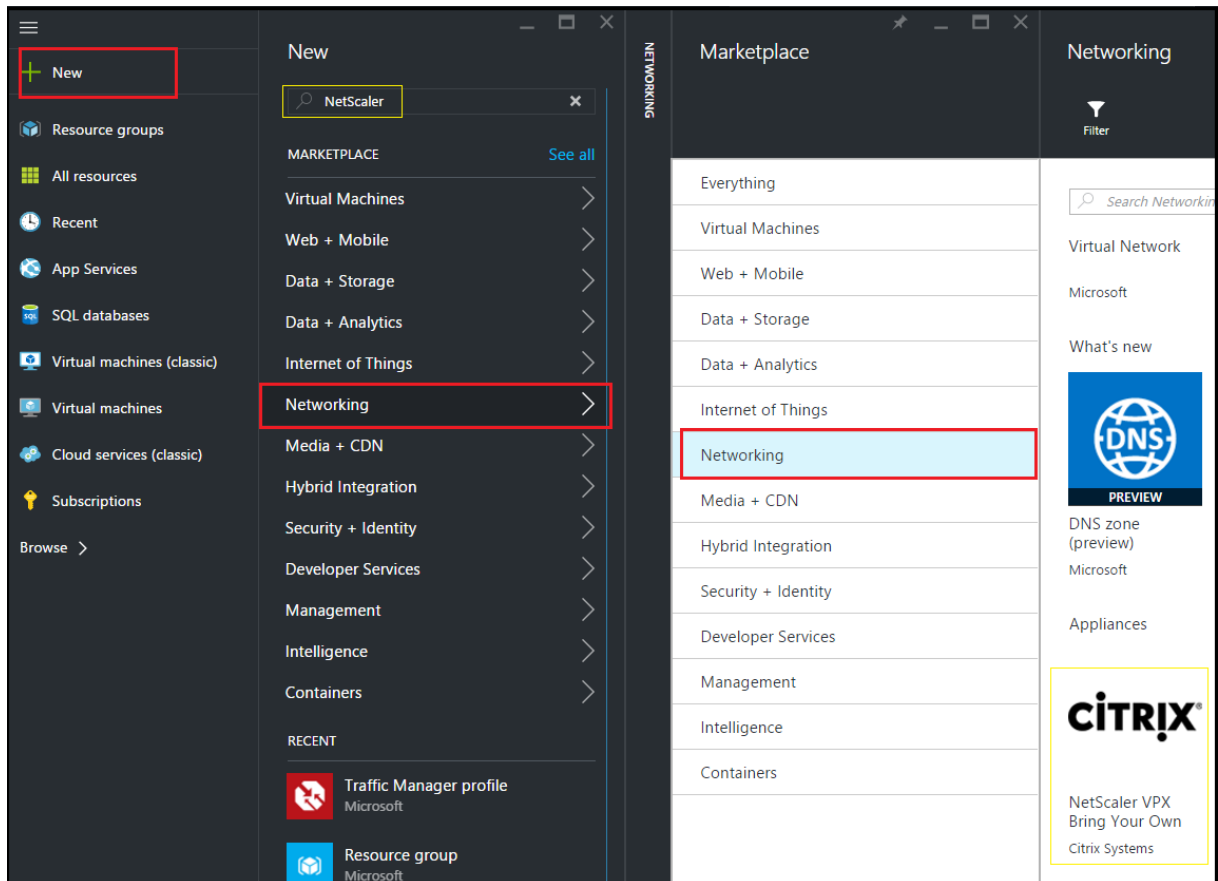 New
Resource groups
All resources
Recent
App Services
SQL
SQL databases
Virtual machines (classic)
Virtual machines
Cloud services (classic)
Subscriptions
Browse
New
NetScaler
MARKETPLACE
See all
Virtual Machines
Web + Mobile
Data + Storage
Data + Analytics
Internet of Things
Networking
Media + CDN
Hybrid Integration
Security + Identity
Developer Services
Management
Intelligence
Containers
RECENT
Traffic Manager profile
Microsoft
Resource group
Microsoft
NETWORKING
Marketplace
Everything
Virtual Machines
Web + Mobile
Data + Storage
Data + Analytics
Internet of Things
Networking
Media + CDN
Hybrid Integration
Security + Identity
Developer Services
Management
Intelligence
Containers
Networking
Filter
Search Networkin
Virtual Network
Microsoft
What's new
DNS
PREVIEW
DNS zone
(preview)
Microsoft
Appliances
CiTRIX®
NetScaler VPX
Bring Your Own
Citrix Systems